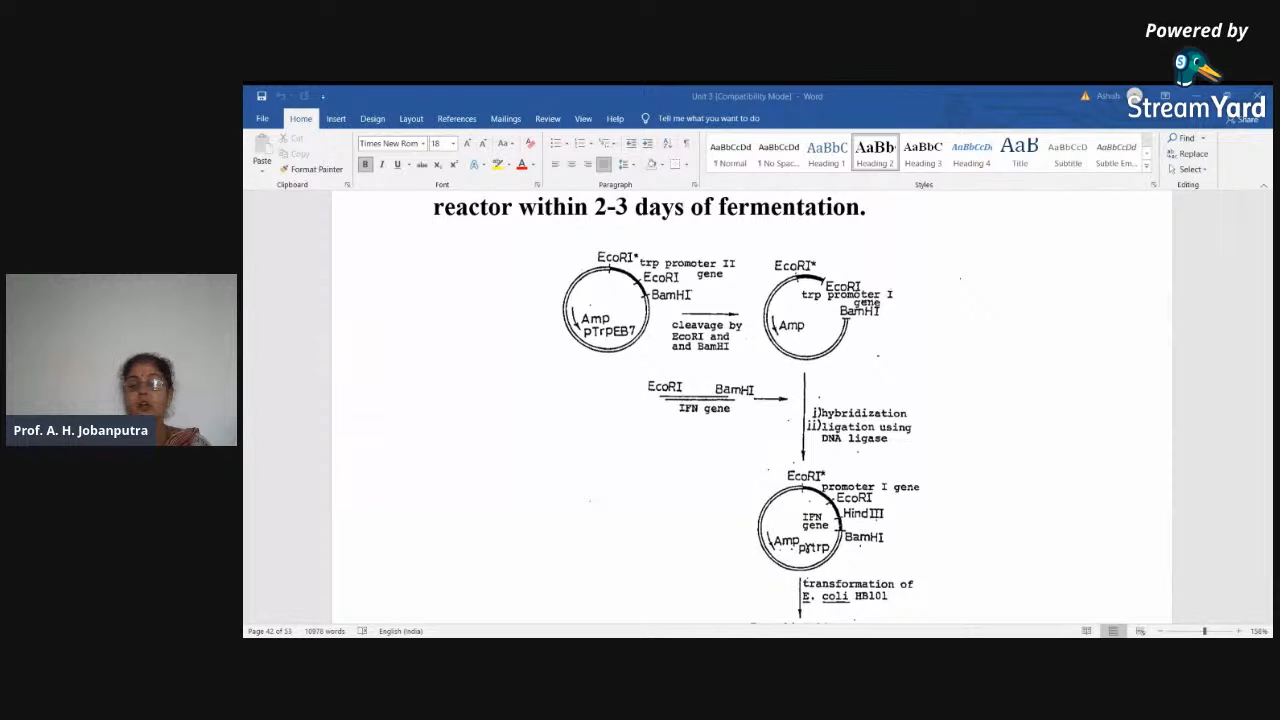 Powered by
StreamYard
Unit 3 [Compatibility Mode] - Word
Ashish
File Home Insert Design Layout References Mailings Review View Help Tell me what you want to do
Share
Paste
Cut
Copy
Format Painter
Clipboard
Times New Rom 18
Font
Paragraph
AaBbCcDd AaBbCcDd AaBbC AaBb AaBbC AaBbCcDd AaB AaBbCcD AaBbCcDd
¶ Normal ¶ No Spac... Heading 1 Heading 2 Heading 3 Heading 4 Title Subtitle Subtle Em...
Styles
Find
Replace
Select
Editing
reactor within 2-3 days of fermentation.
EcoRI*
trp promoter II
gene
EcoRI
BamHI
Amp
pTrpEB7
cleavage by
EcoRI and
and BamHI
EcoRI*
EcoRI
trp promoter I
gene
BamHI
Amp
EcoRI BamHI
IFN gene
i)hybridization
ii)ligation using
DNA ligase
EcoRI*
promoter I gene
EcoRI
HindIII
BamHI
IFN
gene
Amp
pγtrp
transformation of
E. coli HB101
Prof. A. H. Jobanputra
Page 42 of 53 10978 words English (India) 158%